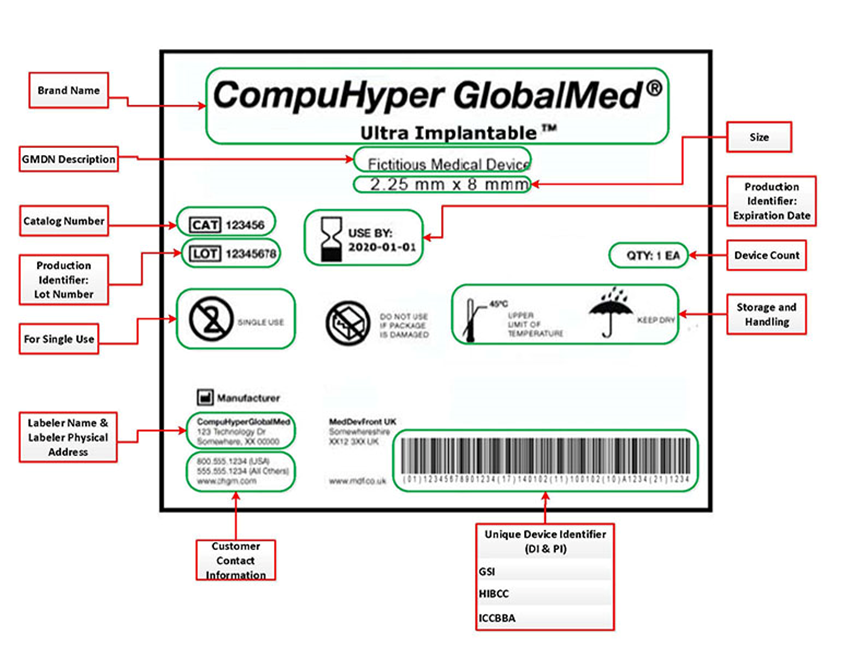 Brand Name
CompuHyper GlobalMed®
Ultra Implantable™
GMDN Description
Fictitious Medical Device
2.25 mm x 8 mmm
Size
Catalog Number
CAT 123456
Production
Identifier:
Lot Number
LOT 12345678
USE BY:
2020-01-01
Production
Identifier:
Expiration Date
QTY: 1 EA
Device Count
For Single Use
2
SINGLE USE
DO NOT USE
IF PACKAGE
IS DAMAGED
45°C
UPPER
LIMIT OF
TEMPERATURE
KEEP DRY
Storage and
Handling
Manufacturer
Labeler Name &
Labeler Physical
Address
CompuHyperGlobalMed
123 Technology Dr
Somewhere, XX 00000
800.555.1234 (USA)
555.555.1234 (All Others)
www.chgm.com
MedDevFront UK
Somewhereshire
XX12 3XX UK
www.mdf.co.uk
(01)12345678901234(17)140102(11)100102(10)A1234(21)1234
Customer
Contact
Information
Unique Device Identifier
(DI & PI)
GSI
HIBCC
ICCBBA